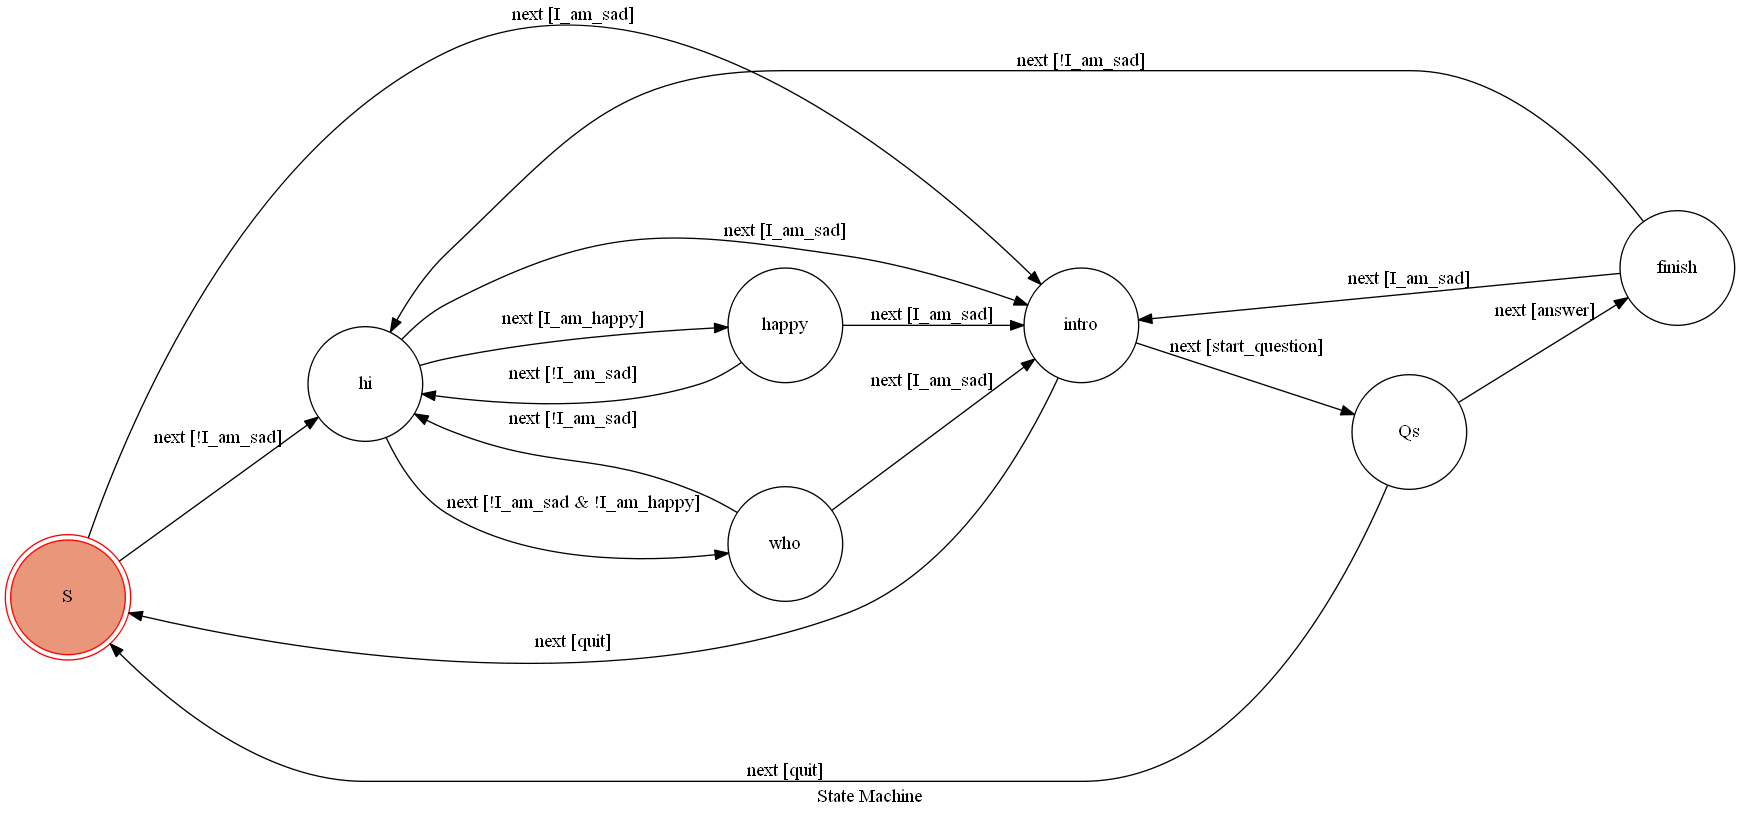 next [I_am_sad]
next [!I_am_sad]
next [I_am_sad]
finish
next [I_am_sad]
next [answer]
next [I_am_happy]
happy
next [I_am_sad]
intro
next [start_question]
hi
next [!I_am_sad]
next [I_am_sad]
next [!I_am_sad]
Qs
next [!I_am_sad]
next [!I_am_sad & !I_am_happy]
who
S
next [quit]
next [quit]
State Machine